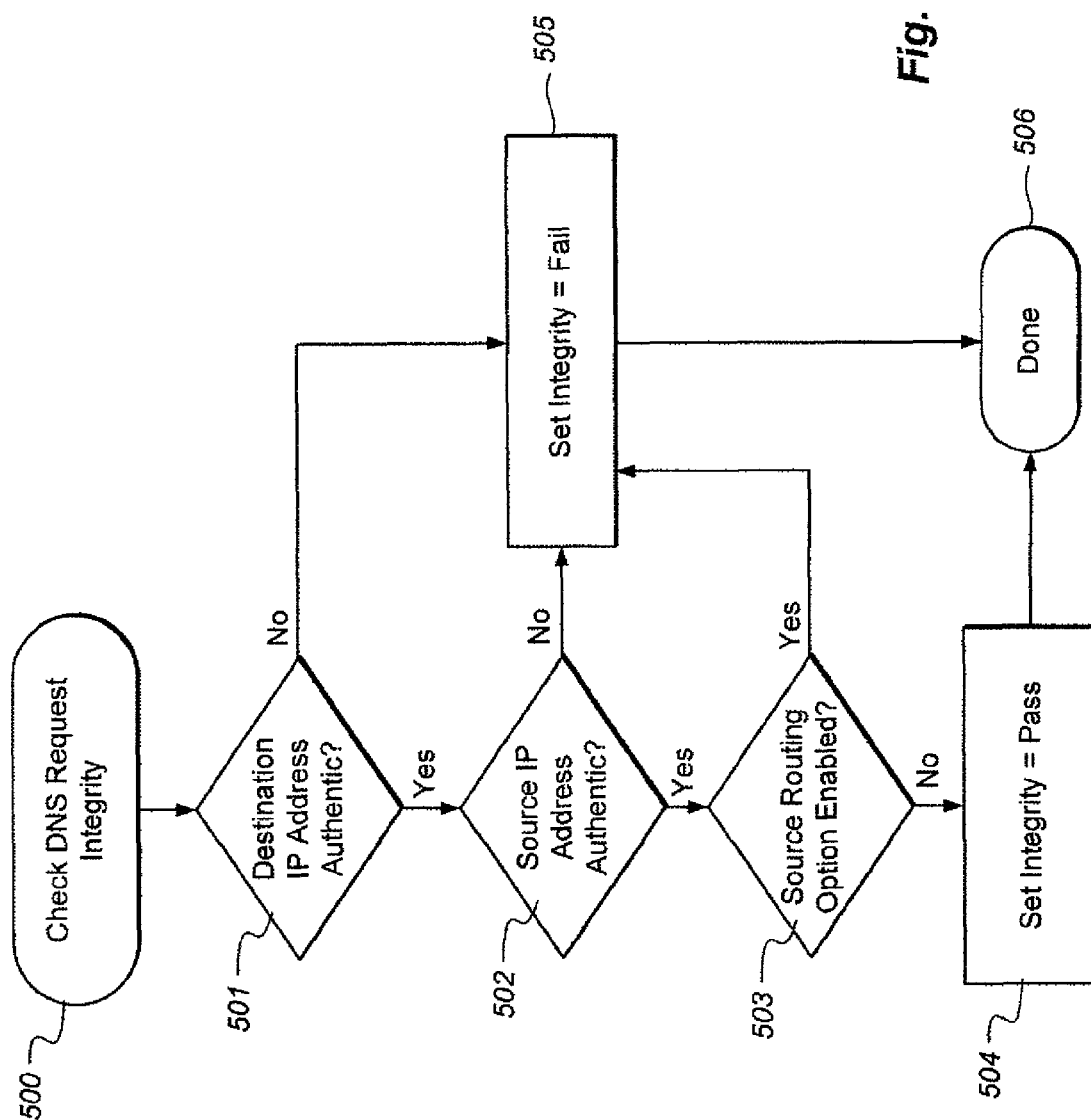 500
Check DNS Request
Integrity
501
Destination
IP Address
Authentic?
No
Yes
502
Source IP
Address
Authentic?
No
Yes
503
Source Routing
Option Enabled?
Yes
No
504
Set Integrity = Pass
505
Set Integrity = Fail
506
Done
Fig.